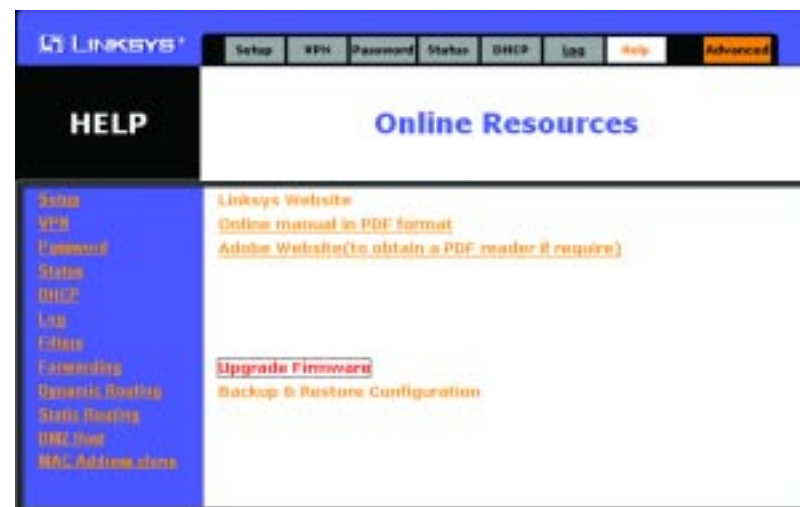 LINKSYS®
Setup VPN Password Status DHCP Log Help Advanced
HELP
Online Resources
Setup
VPN
Password
Status
DHCP
Log
Filters
Forwarding
Dynamic Routing
Static Routing
DMZ Host
MAC Address clone
Linksys Website
Online manual in PDF format
Adobe Website(to obtain a PDF reader if require)
Upgrade Firmware
Backup & Restore Configuration